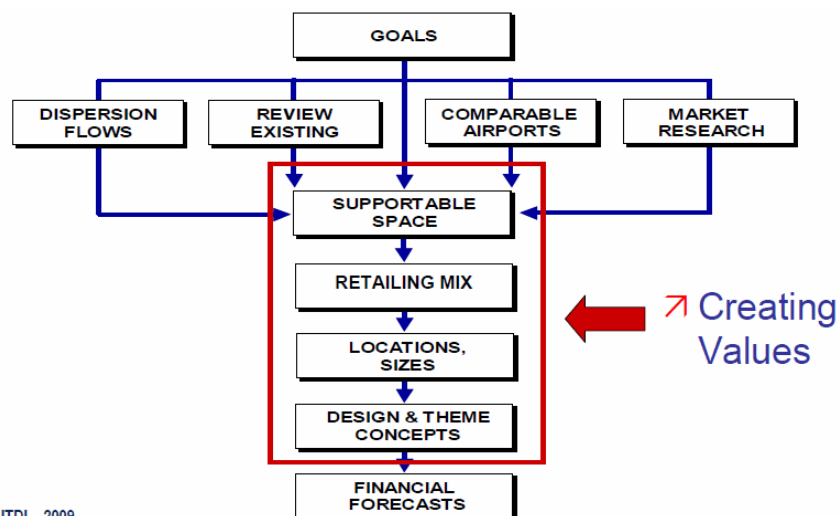 GOALS
DISPERSION
FLOWS
REVIEW
EXISTING
COMPARABLE
AIRPORTS
MARKET
RESEARCH
SUPPORTABLE
SPACE
RETAILING MIX
LOCATIONS,
SIZES
DESIGN & THEME
CONCEPTS
FINANCIAL
FORECASTS
↗ Creating
Values
2009